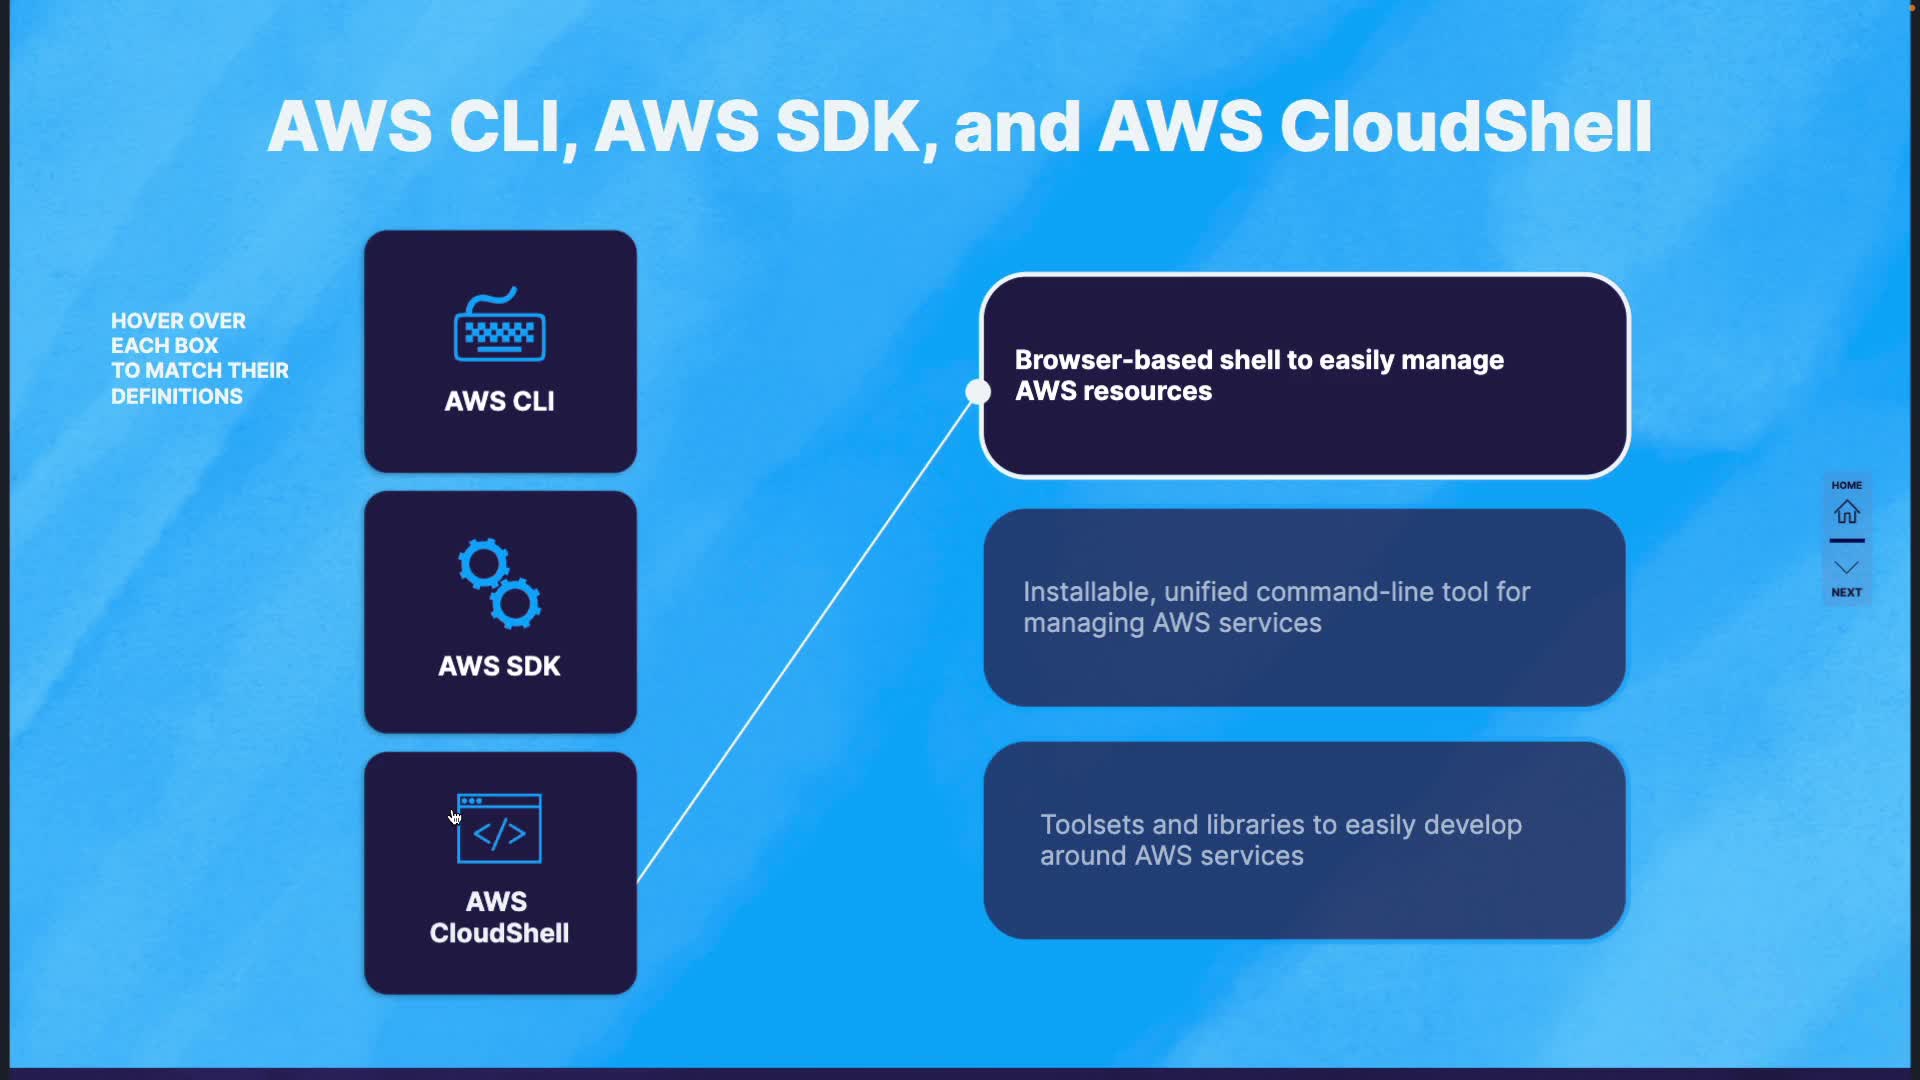 AWS CLI, AWS SDK, and AWS CloudShell
HOVER OVER
EACH BOX
TO MATCH THEIR
DEFINITIONS
AWS CLI
AWS SDK
</>
AWS
CloudShell
Browser-based shell to easily manage
AWS resources
Installable, unified command-line tool for
managing AWS services
Toolsets and libraries to easily develop
around AWS services
HOME
NEXT